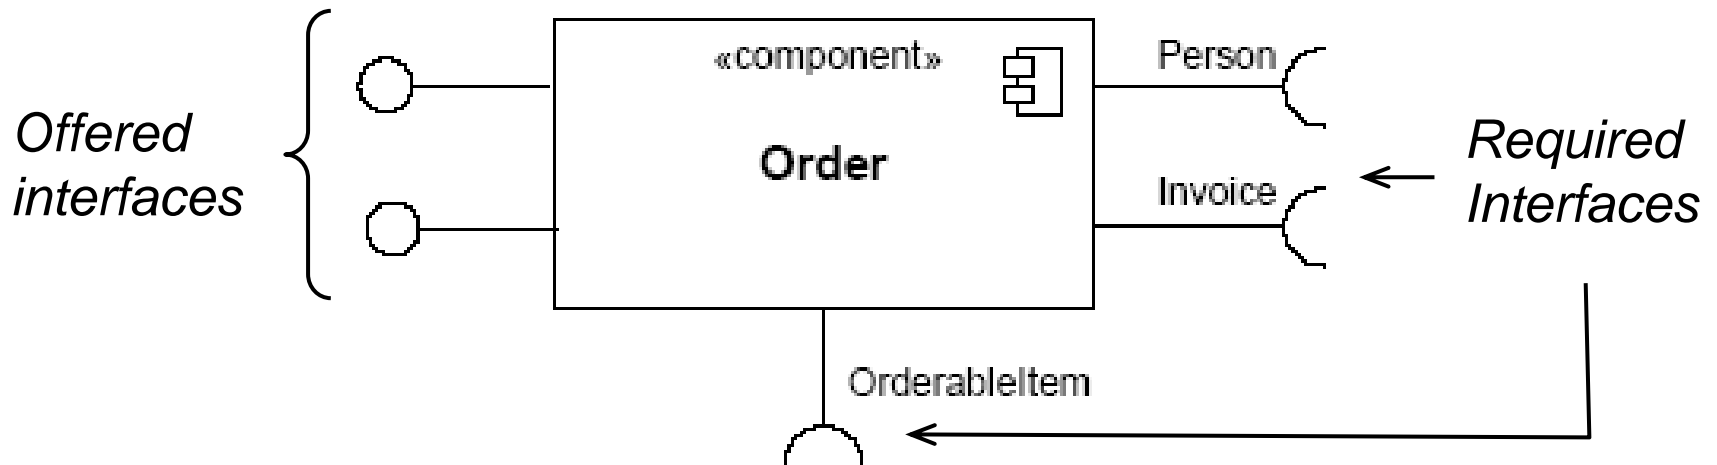 «component»
Order
Offered
interfaces
Person
Invoice
Required
Interfaces
OrderableItem